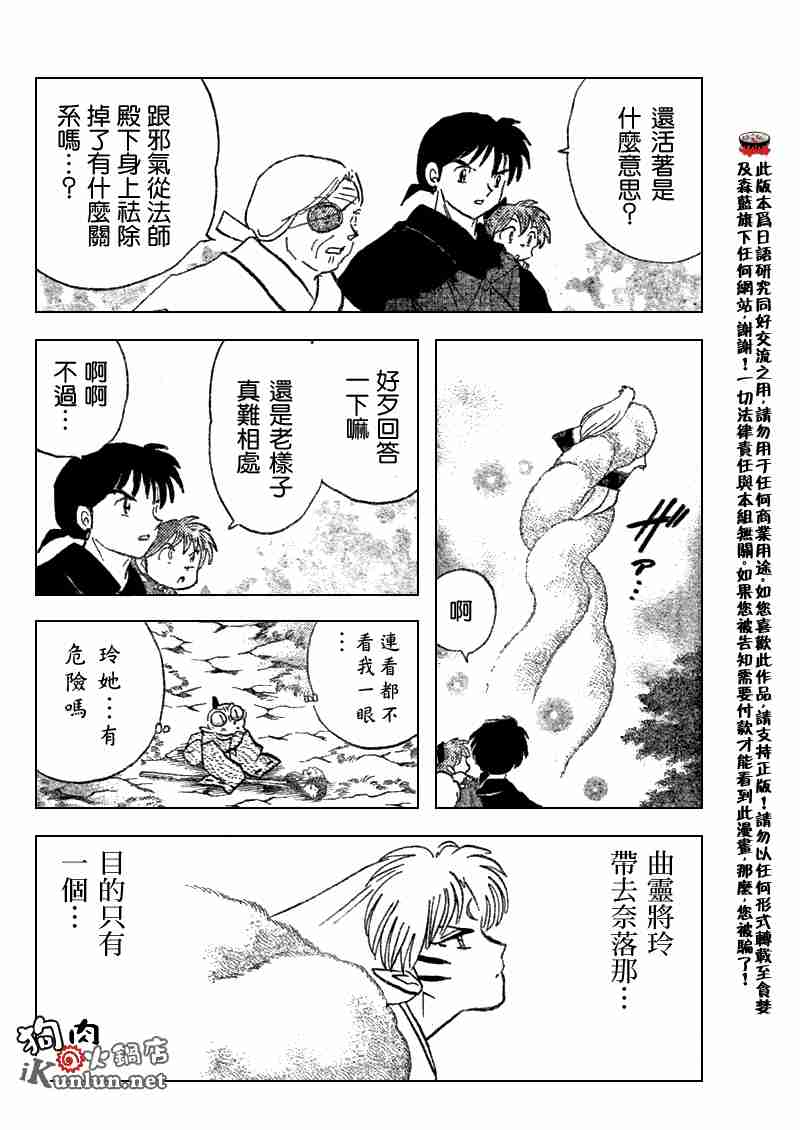 還活著是
什麼意思?
跟邪氣從法師
殿下身上祛除
掉了有什麼關
系嗎…?
ザ…
啊
好歹回答
一下嘛
還是老樣子
真難相處
啊啊
不過…
連看都不
看我一眼
…
玲她…有
危險嗎
曲靈將玲
帶去奈落那…
目的只有
一個…
此版本爲日語研究同好交流之用,請勿用于任何商業用途。如您喜歡此作品,請支持正版!請勿以任何形式轉載至貪婪
及森藍旗下任何網站,謝謝!一切法律責任與本組無關。如果您被告知需要付款才能看到此漫畫,那麼,您被騙了!
狗肉
火鍋店
iKunlun.net